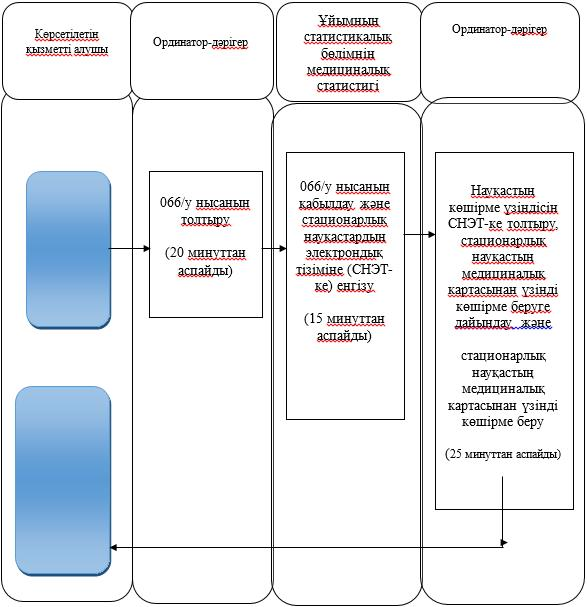 Көрсетілетін
қызметті алушы
Ординатор-дәрігер
Ұйымның
статистикалық
бөлімнің
медициналық
статистигі
Ординатор-дәрігер
066/у нысанын
толтыру
(20 минуттан
аспайды)
066/у нысанын
қабылдау және
стационарлық
науқастардың
электрондық
тізіміне (СНЭТ-
ке) енгізу
(15 минуттан
аспайды)
Науқастың
көшірме үзіндісін
СНЭТ-ке толтыру,
стационарлық
науқастың
медициналық
картасынан үзінді
көшірме беруге
дайындау және
стационарлық
науқастың
медициналық
картасынан үзінді
көшірме беру
(25 минуттан аспайды)